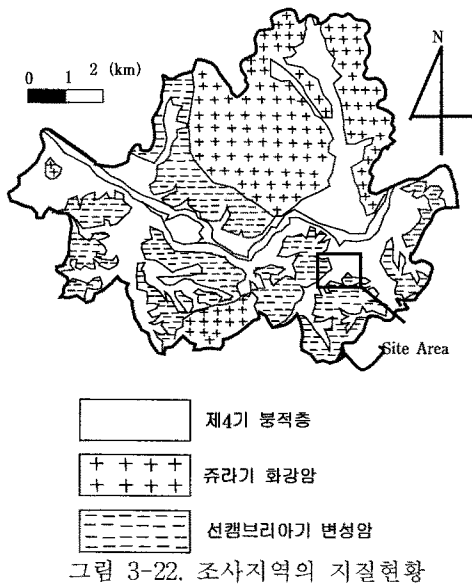 0 1 2 (km)
N
Site Area
제4기 붕적층
쥬라기 화강암
선캠브리아기 변성암
그림 3-22. 조사지역의 지질현황